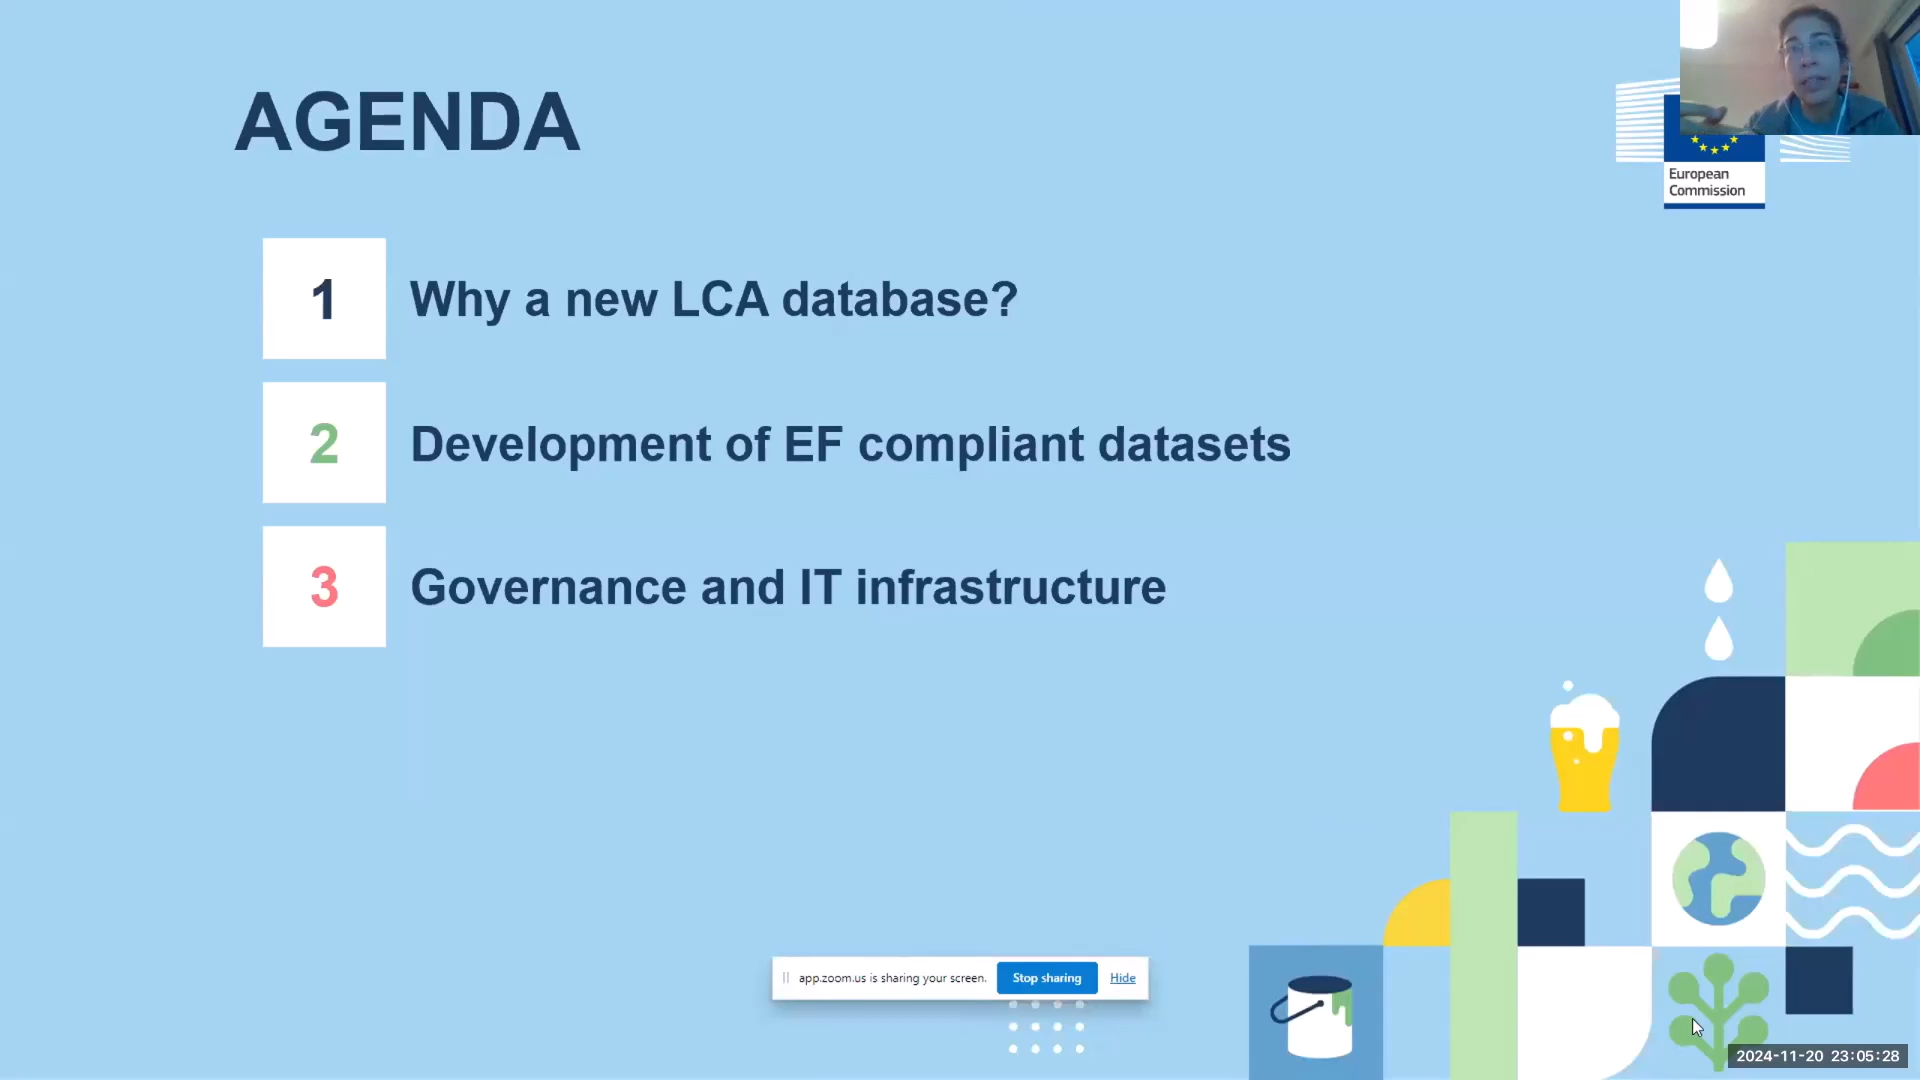 AGENDA
European
Commission
1 Why a new LCA database?
2 Development of EF compliant datasets
3 Governance and IT infrastructure
app.zoom.us is sharing your screen. Stop sharing Hide
2024-11-20 23:05:28